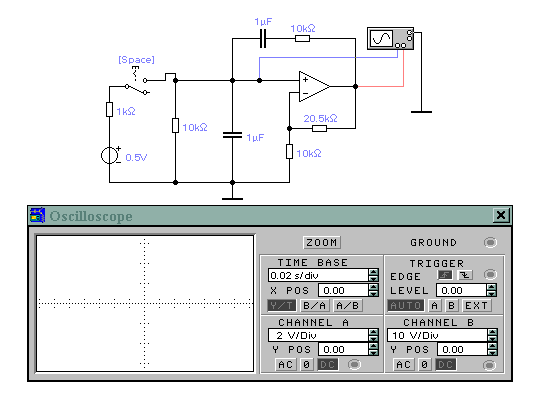 1µF
10kΩ
[Space]
1kΩ
10kΩ
1µF
20.5kΩ
10kΩ
0.5V
Oscilloscope
ZOOM GROUND
TIME BASE TRIGGER
0.02 s/div EDGE
X POS 0.00 LEVEL 0.00
Y/T B/A A/B AUTO A B EXT
CHANNEL A CHANNEL B
2 V/Div 10 V/Div
Y POS 0.00 Y POS 0.00
AC 0 DC AC 0 DC